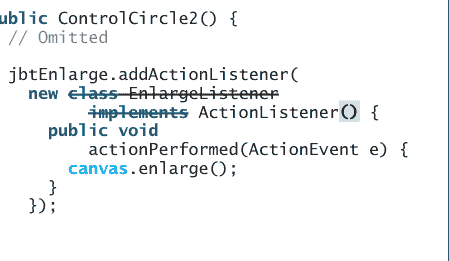 ublic ControlCircle2() {
// Omitted
jbtEnlarge.addActionListener(
new class EnlargeListener
implements ActionListener() {
public void
actionPerformed(ActionEvent e) {
canvas.enlarge();
}
});